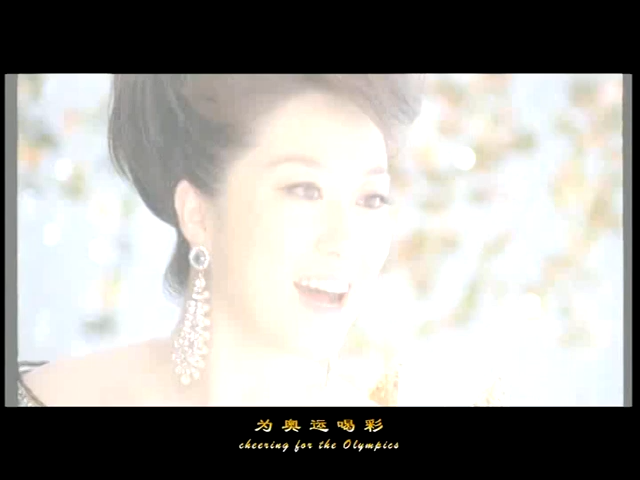 为奥运喝彩
cheering for the Olympics